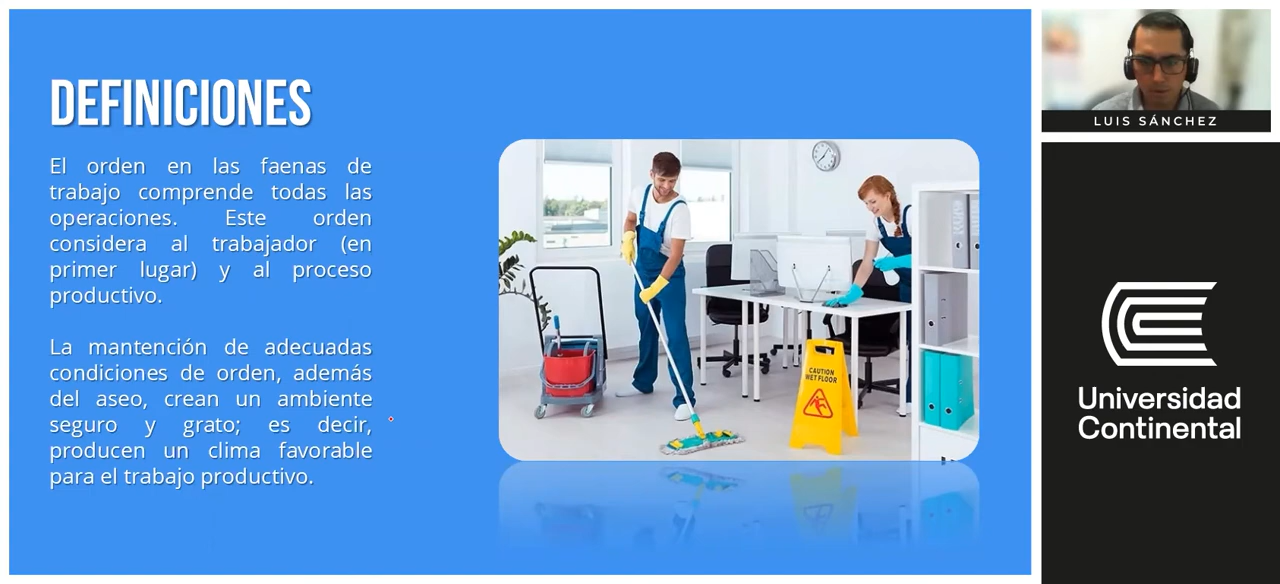 DEFINICIONES
El orden en las faenas de
trabajo comprende todas las
operaciones. Este orden
considera al trabajador (en
primer lugar) y al proceso
productivo.
La mantención de adecuadas
condiciones de orden, además
del aseo, crean un ambiente
seguro y grato; es decir,
producen un clima favorable
para el trabajo productivo.
CAUTION
WET FLOOR
LUIS SÁNCHEZ
Universidad
Continental